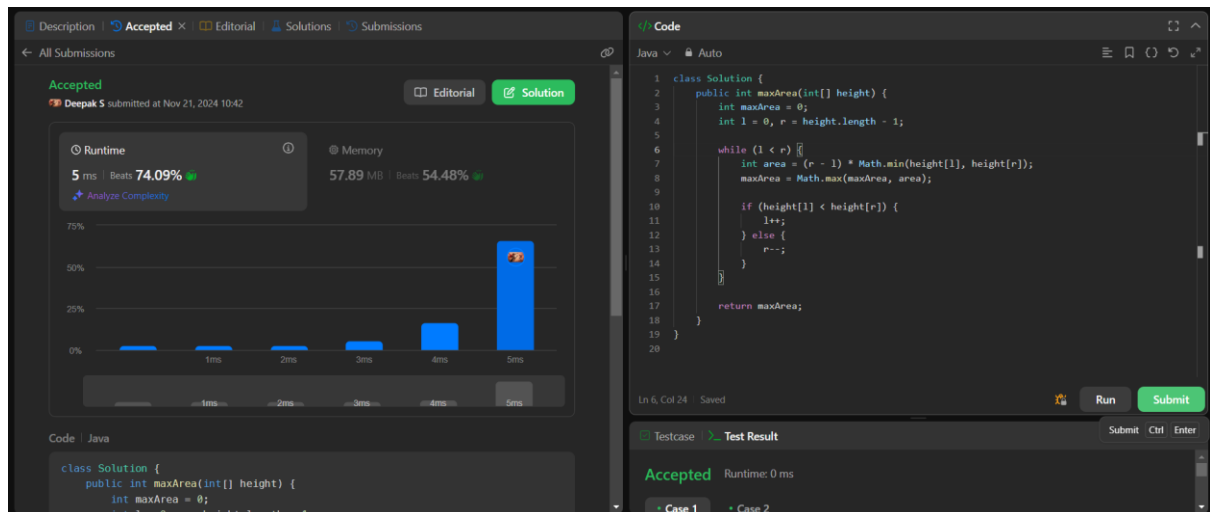 Description | Accepted × | Editorial | Solutions | Submissions
← All Submissions
Accepted
Deepak S submitted at Nov 21, 2024 10:42
Editorial
Solution
Runtime
5 ms | Beats 74.09%
Analyze Complexity
Memory
57.89 MB | Beats 54.48%
75%
50%
25%
0%
1ms 2ms 3ms 4ms 5ms
1ms 2ms 3ms 4ms 5ms
Code | Java
class Solution {
    public int maxArea(int[] height) {
        int maxArea = 0;
</> Code
Java Auto
1 class Solution {
2     public int maxArea(int[] height) {
3         int maxArea = 0;
4         int l = 0, r = height.length - 1;
5
6         while (l < r) {
7             int area = (r - l) * Math.min(height[l], height[r]);
8             maxArea = Math.max(maxArea, area);
9
10             if (height[l] < height[r]) {
11                 l++;
12             } else {
13                 r--;
14             }
15         }
16
17         return maxArea;
18     }
19 }
20
Ln 6, Col 24 | Saved
Run
Submit
Submit Ctrl Enter
Testcase | >_ Test Result
Accepted Runtime: 0 ms
• Case 1 • Case 2